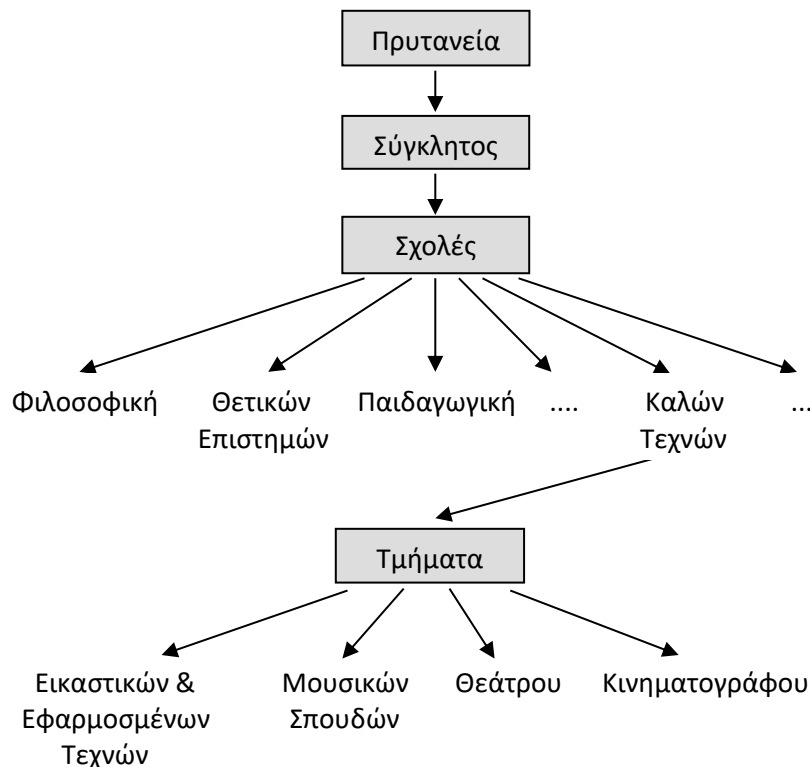 Πρυτανεία
Σύγκλητος
Σχολές
Φιλοσοφική
Θετικών
Επιστημών
Παιδαγωγική
....
Καλών
Τεχνών
...
Τμήματα
Εικαστικών &
Εφαρμοσμένων
Τεχνών
Μουσικών
Σπουδών
Θεάτρου
Κινηματογράφου